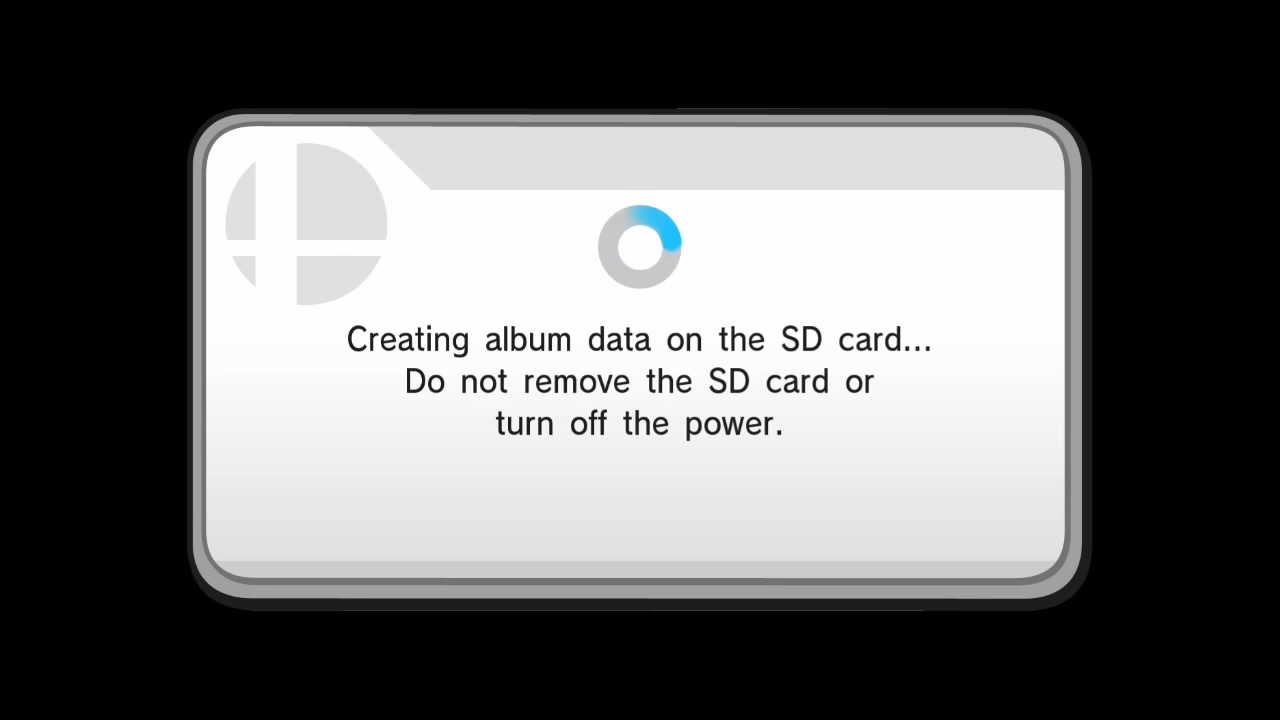 Creating album data on the SD card...
Do not remove the SD card or
turn off the power.